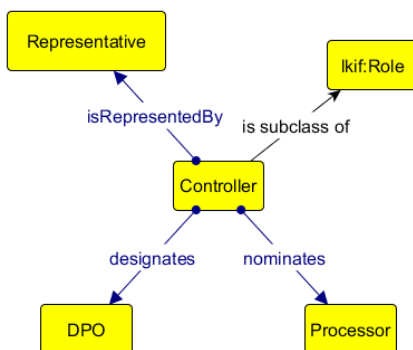 Representative
lkif:Role
isRepresentedBy
is subclass of
Controller
designates
nominates
DPO
Processor